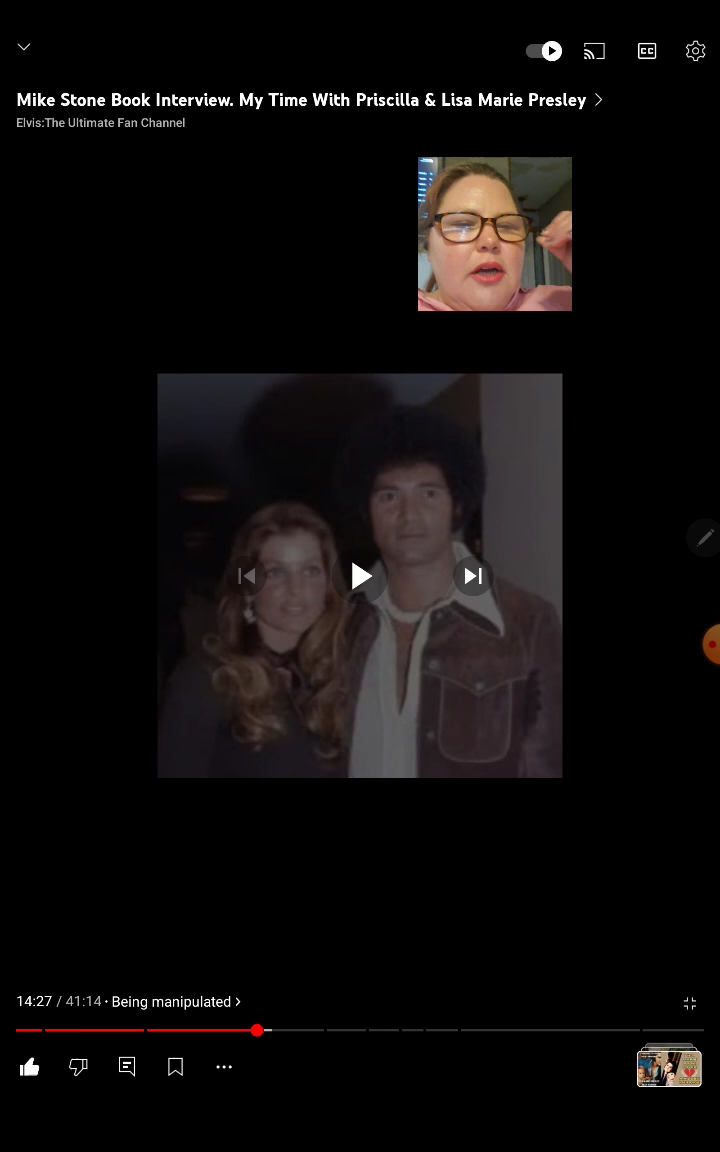 CC
Mike Stone Book Interview. My Time With Priscilla & Lisa Marie Presley
Elvis:The Ultimate Fan Channel
14:27 / 41:14 · Being manipulated